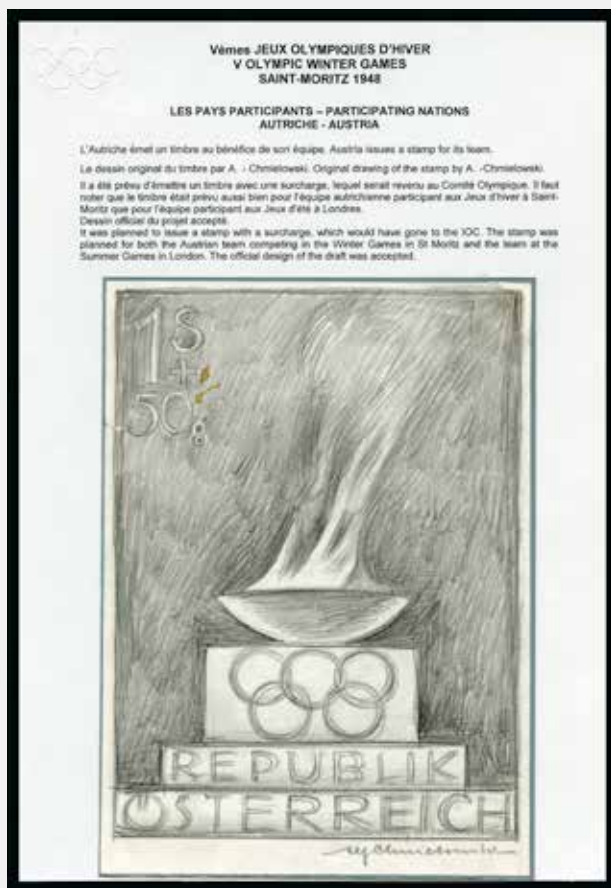 Vèmes JEUX OLYMPIQUES D'HIVER
V OLYMPIC WINTER GAMES
SAINT-MORITZ 1948
LES PAYS PARTICIPANTS – PARTICIPATING NATIONS
AUTRICHE - AUSTRIA
L'Autriche émet un timbre au bénéfice de son équipe. Austria issues a stamp for its team.
Le dessin original du timbre par A. - Chmielowski. Original drawing of the stamp by A. -Chmielowski.
Il a été prévu d'émettre un timbre avec une surcharge, lequel serait revenu au Comité Olympique. Il faut
noter que le timbre était prévu aussi bien pour l'équipe autrichienne participant aux Jeux d'hiver à Saint-
Moritz que pour l'équipe participant aux Jeux d'été à Londres.
Dessin officiel du projet accepté.
It was planned to issue a stamp with a surcharge, which would have gone to the IOC. The stamp was
planned for both the Austrian team competing in the Winter Games in St Moritz and the team at the
Summer Games in London. The official design of the draft was accepted.
1S
+
50g
REPUBLIK
ÖSTERREICH